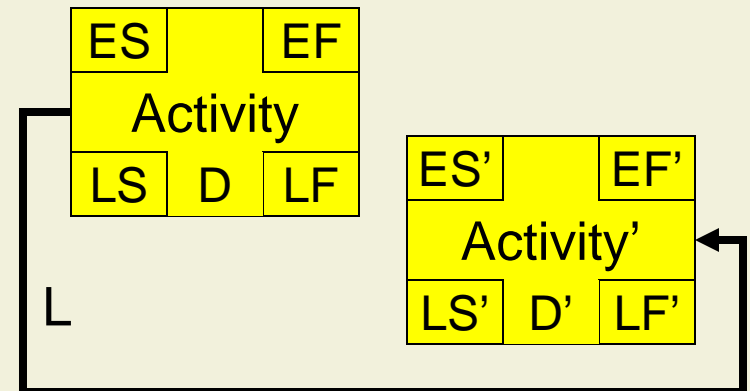 ES EF
Activity
LS D LF
ES’ EF’
Activity’
LS’ D’ LF’
L